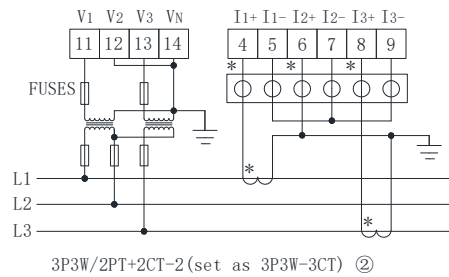 V1 V2 V3 VN I1+ I1- I2+ I2- I3+ I3-
11 12 13 14 4 5 6 7 8 9
* * *
FUSES
*
L1
L2
*
L3
3P3W/2PT+2CT-2(set as 3P3W-3CT) ②